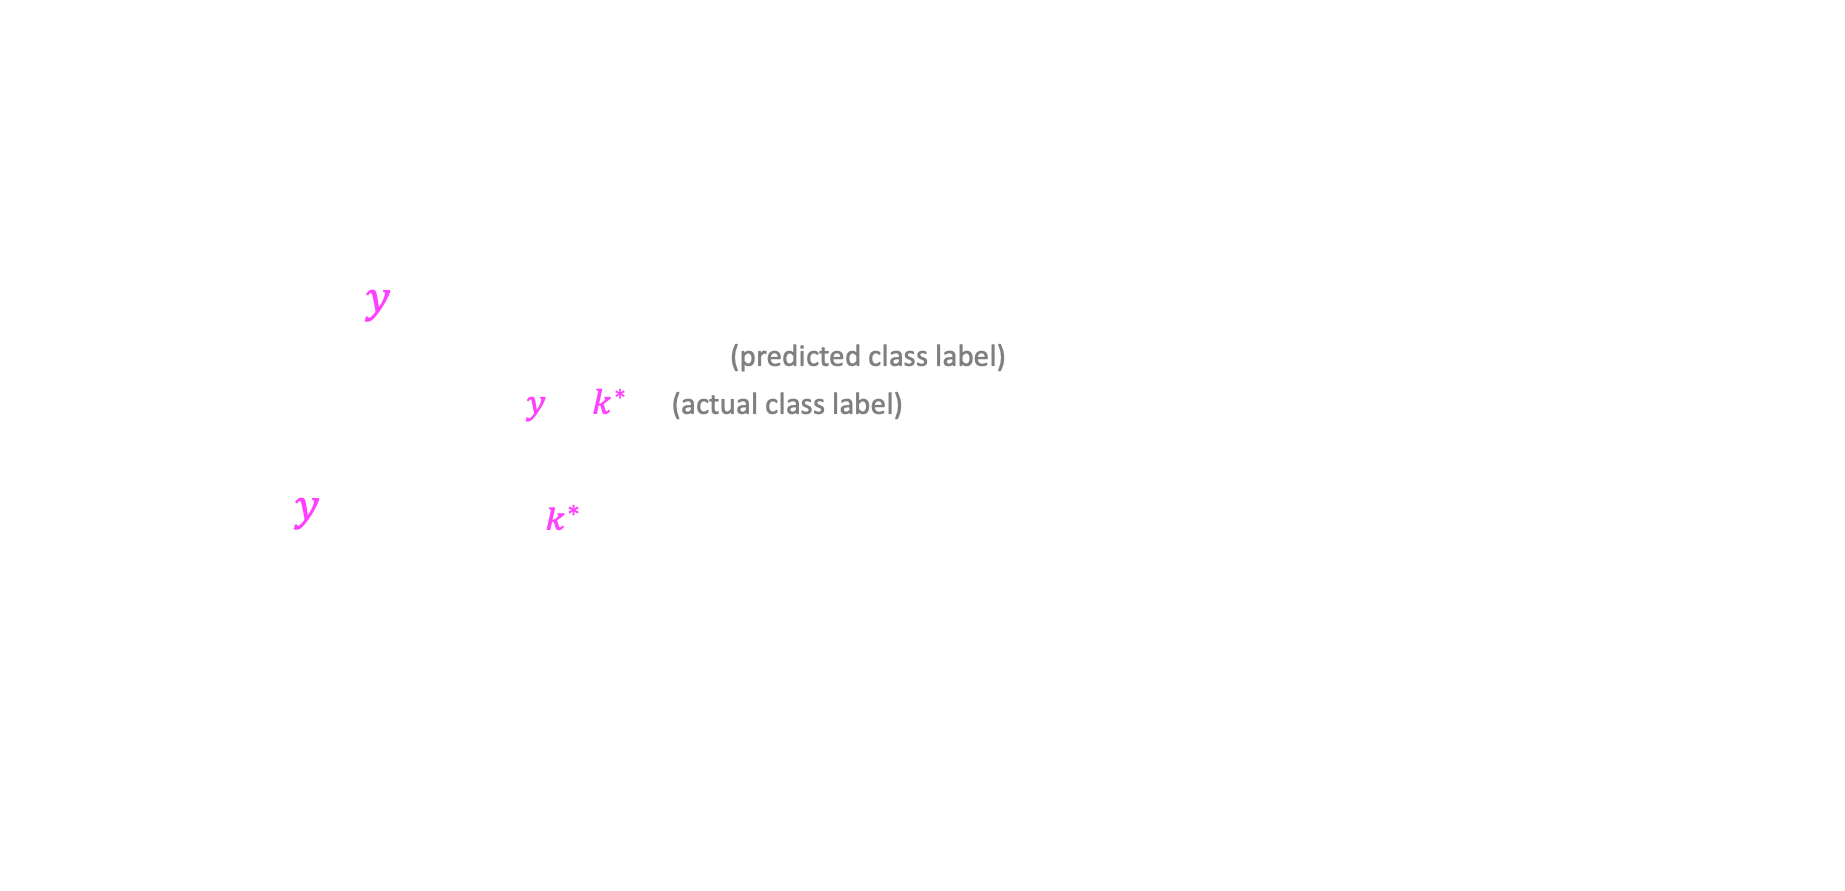 y
(predicted class label)
y k* (actual class label)
y k*